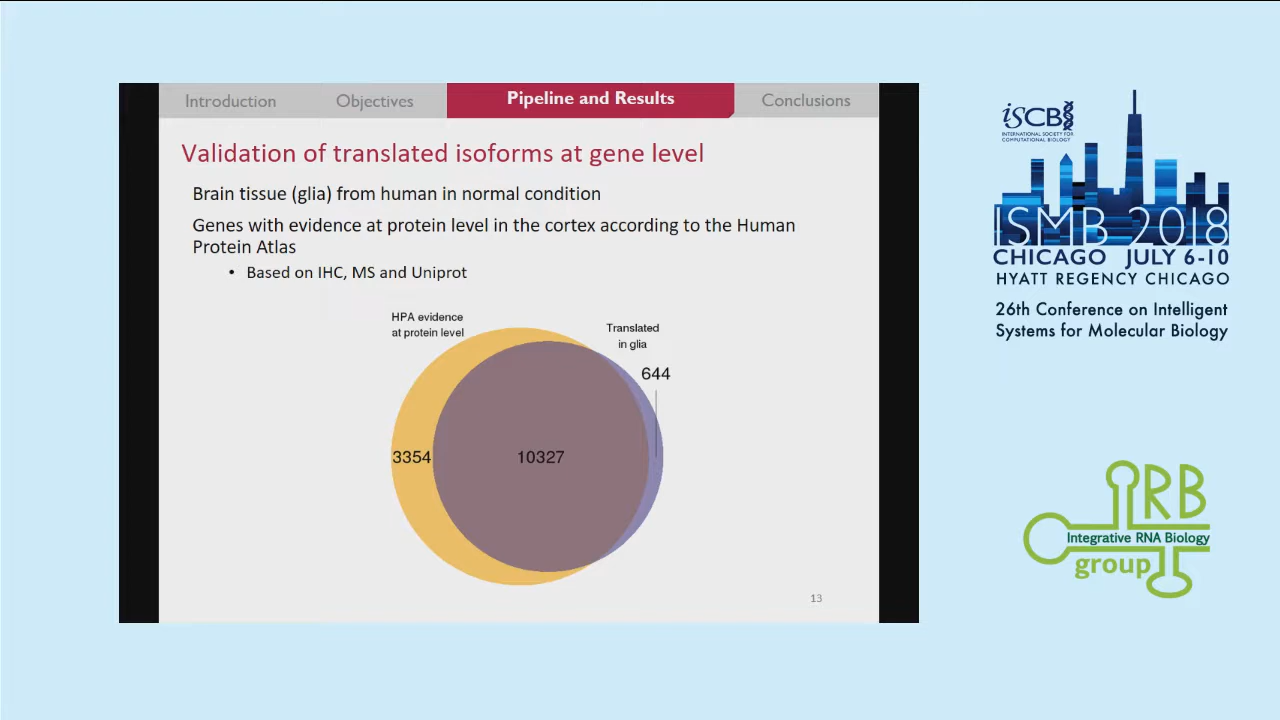 Introduction
Objectives
Pipeline and Results
Conclusions
Validation of translated isoforms at gene level
Brain tissue (glia) from human in normal condition
Genes with evidence at protein level in the cortex according to the Human
Protein Atlas
• Based on IHC, MS and Uniprot
HPA evidence
at protein level
Translated
in glia
644
3354
10327
13
iSCB
INTERNATIONAL SOCIETY FOR
COMPUTATIONAL BIOLOGY
ISMB 2018
CHICAGO JULY 6-10
HYATT REGENCY CHICAGO
26th Conference on Intelligent
Systems for Molecular Biology
iRB
Integrative RNA Biology
group